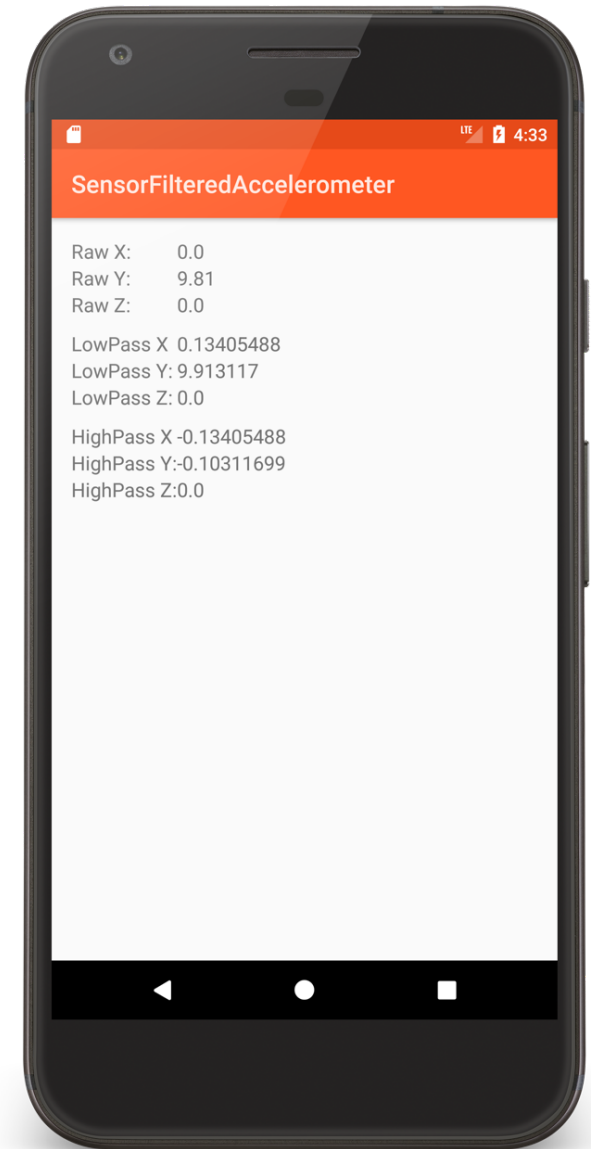 LTE 4:33
SensorFilteredAccelerometer
Raw X: 0.0
Raw Y: 9.81
Raw Z: 0.0
LowPass X 0.13405488
LowPass Y: 9.913117
LowPass Z: 0.0
HighPass X -0.13405488
HighPass Y:-0.10311699
HighPass Z:0.0